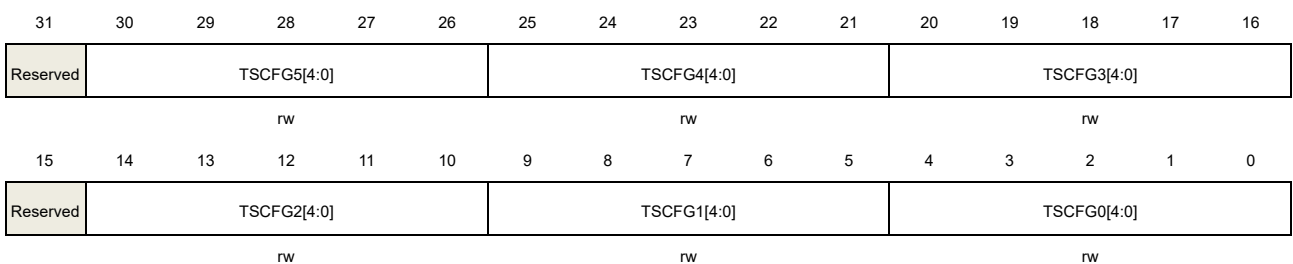 31 30 29 28 27 26 25 24 23 22 21 20 19 18 17 16
Reserved TSCFG5[4:0] TSCFG4[4:0] TSCFG3[4:0]
rw rw rw
15 14 13 12 11 10 9 8 7 6 5 4 3 2 1 0
Reserved TSCFG2[4:0] TSCFG1[4:0] TSCFG0[4:0]
rw rw rw